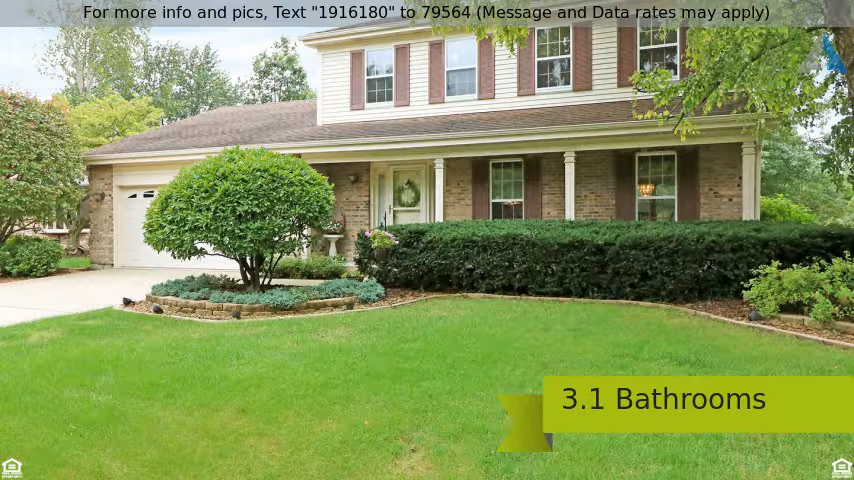 For more info and pics, Text "1916180" to 79564 (Message and Data rates may apply)
3.1 Bathrooms